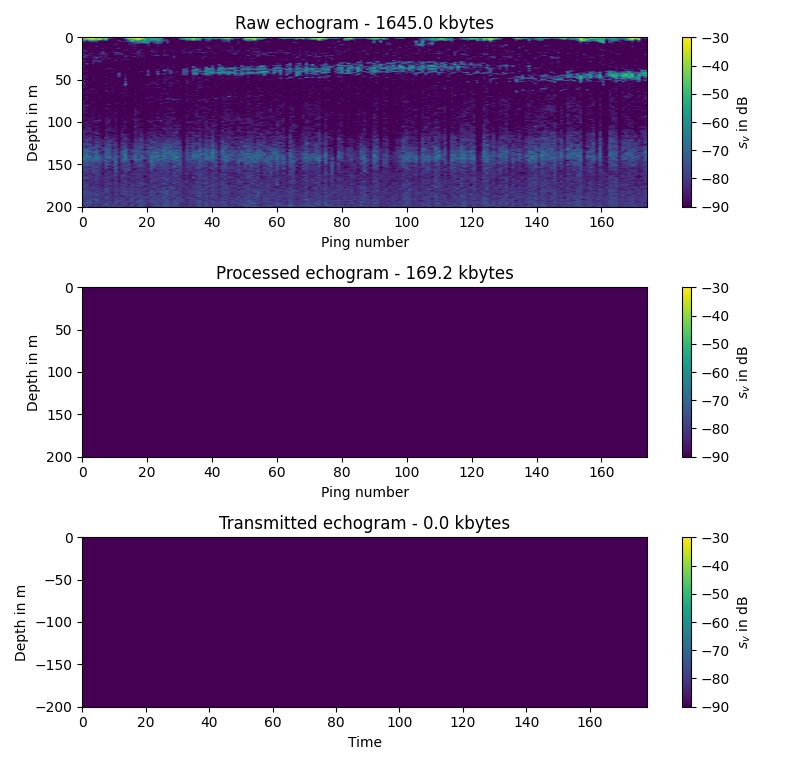 Raw echogram - 1645.0 kbytes
0
50
100
150
200
Depth in m
0 20 40 60 80 100 120 140 160
Ping number
−30
−40
−50
−60
−70
−80
−90
sv in dB
Processed echogram - 169.2 kbytes
0
50
100
150
200
Depth in m
0 20 40 60 80 100 120 140 160
Ping number
−30
−40
−50
−60
−70
−80
−90
sv in dB
Transmitted echogram - 0.0 kbytes
0
−50
−100
−150
−200
Depth in m
0 20 40 60 80 100 120 140 160
Time
−30
−40
−50
−60
−70
−80
−90
sv in dB